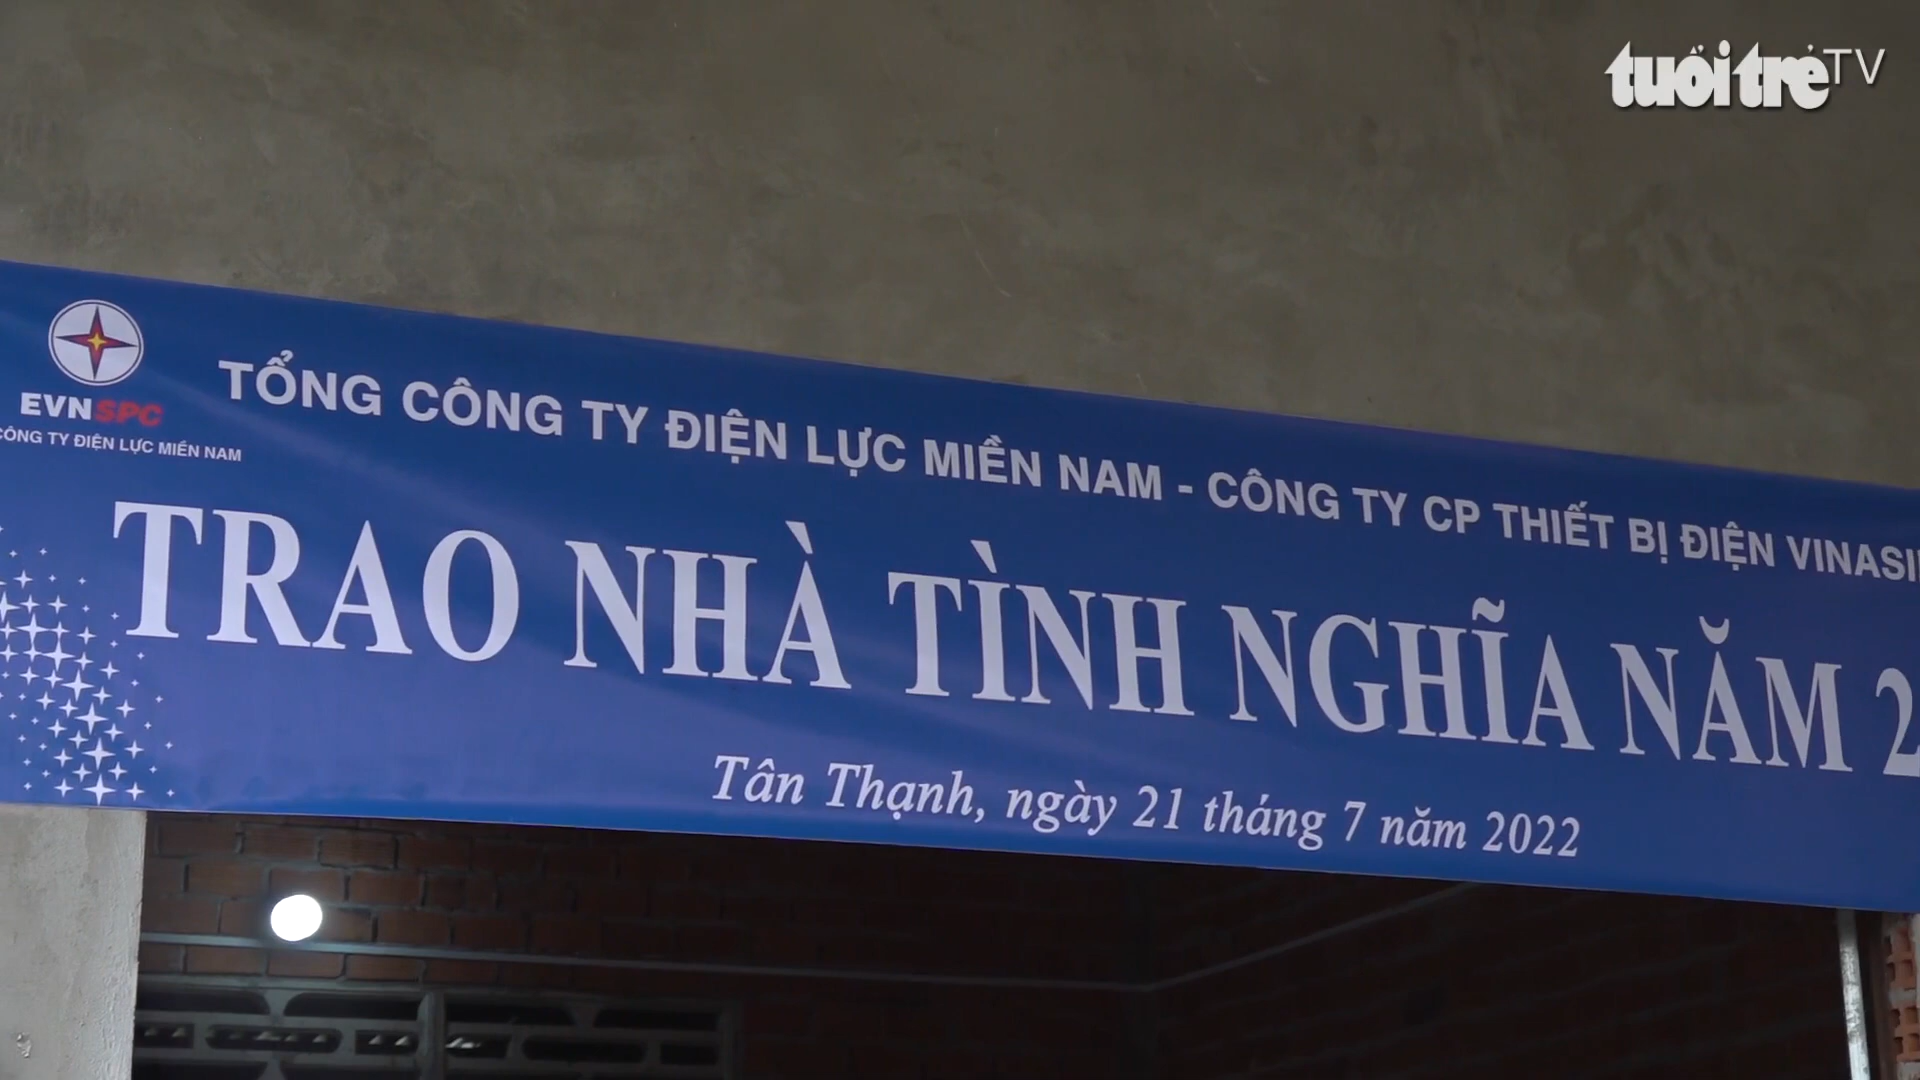 tuổi trẻ TV
EVNSPC
CÔNG TY ĐIỆN LỰC MIỀN NAM
TỔNG CÔNG TY ĐIỆN LỰC MIỀN NAM - CÔNG TY CP THIẾT BỊ ĐIỆN
TRAO NHÀ TÌNH NGHĨA NĂM
Tân Thạnh, ngày 21 tháng 7 năm 2022